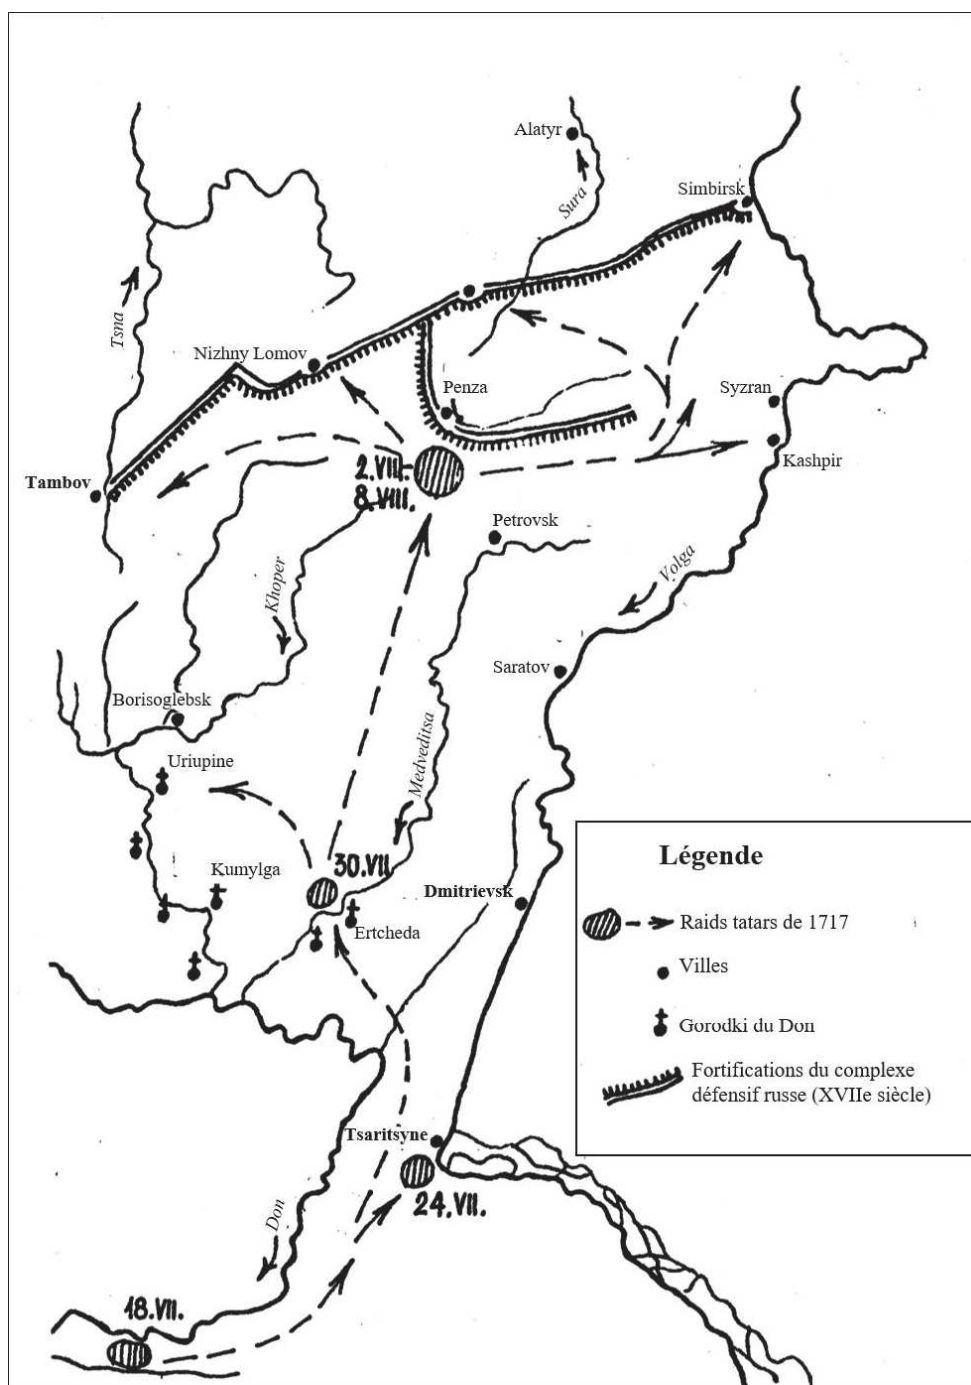 Alatyr
Simbirsk
Sura
Tsna
Nizhny Lomov
Penza
Syzran
Kashpir
Tambov
2.VIII.
8.VIII.
Petrovsk
Volga
Khoper
Saratov
Borisoglebsk
Medveditsa
Uriupine
30.VII
Kumylga
Dmitrievsk
Ertcheda
Légende
Raids tatars de 1717
Villes
Gorodki du Don
Fortifications du complexe
défensif russe (XVIIe siècle)
Tsaritsyne
24.VII.
Don
18.VII.